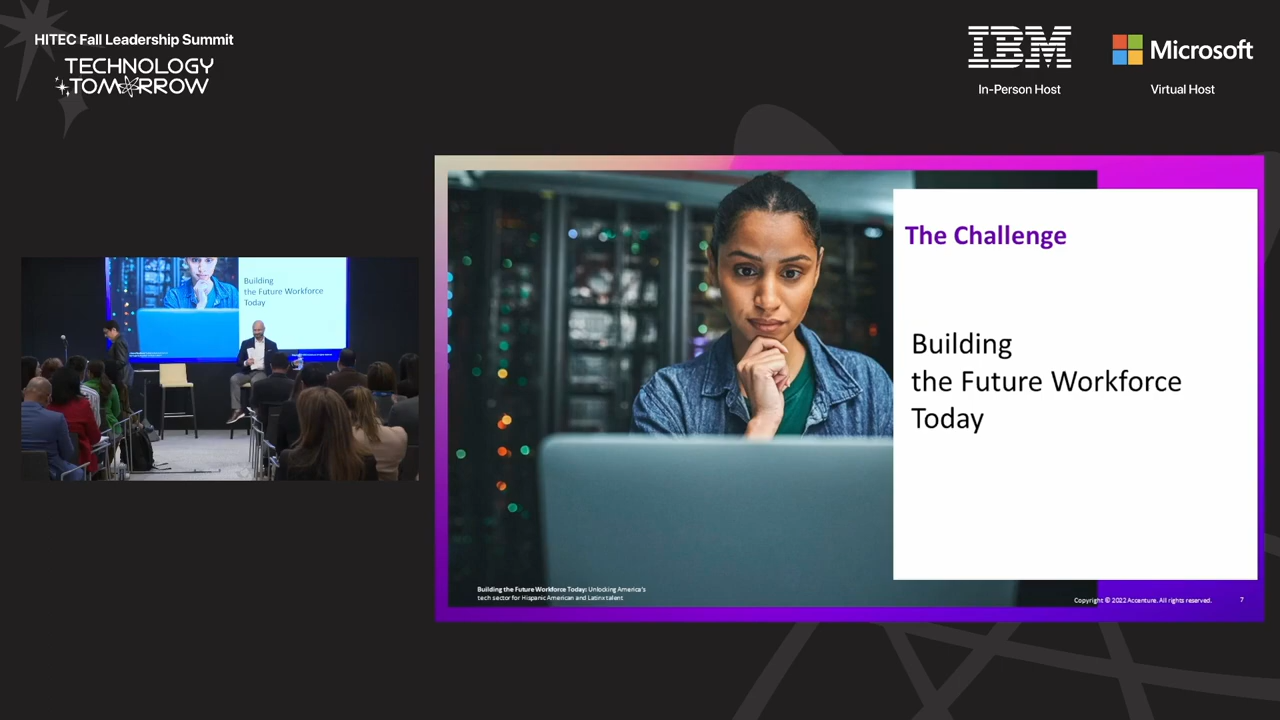 HITEC Fall Leadership Summit
TECHNOLOGY
TOMORROW
IBM
In-Person Host
Microsoft
Virtual Host
Building
the Future Workforce
Today
The Challenge
Building
the Future Workforce
Today
Building the Future Workforce Today: Unlocking America's
tech sector for Hispanic American and Latinx talent
Copyright © 2022 Accenture. All rights reserved.
7